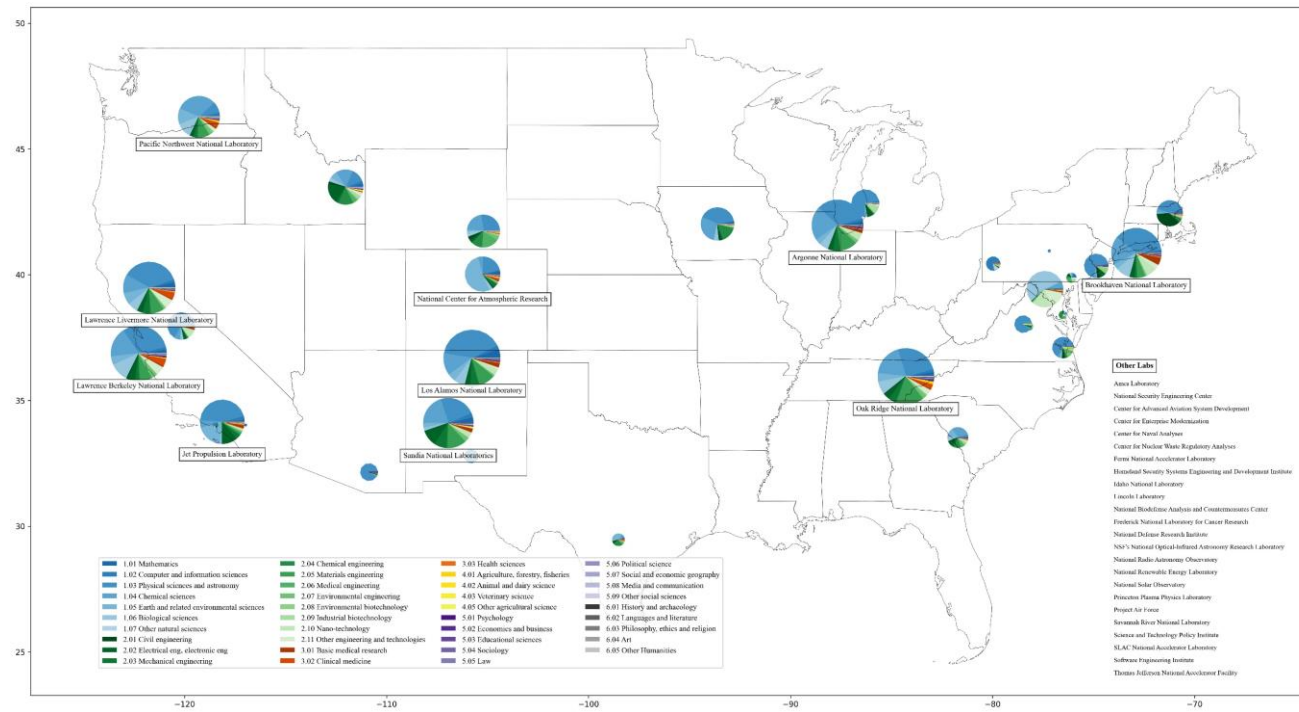 50
45
40
35
30
25
Pacific Northwest National Laboratory
National Center for Atmospheric Research
Argonne National Laboratory
Brookhaven National Laboratory
Lawrence Livermore National Laboratory
Lawrence Berkeley National Laboratory
Los Alamos National Laboratory
Oak Ridge National Laboratory
Jet Propulsion Laboratory
Sandia National Laboratories
Other Labs
Ames Laboratory
National Security Engineering Center
Center for Advanced Aviation System Development
Center for Enterprise Modernization
Center for Naval Analyses
Center for Nuclear Waste Regulatory Analyses
Fermi National Accelerator Laboratory
Homeland Security Systems Engineering and Development Institute
Idaho National Laboratory
Lincoln Laboratory
National Biodefense Analysis and Countermeasures Center
Frederick National Laboratory for Cancer Research
National Defense Research Institute
NSF's National Optical-Infrared Astronomy Research Laboratory
National Radio Astronomy Observatory
National Renewable Energy Laboratory
National Solar Observatory
Princeton Plasma Physics Laboratory
Project Air Force
Savannah River National Laboratory
Science and Technology Policy Institute
SLAC National Accelerator Laboratory
Software Engineering Institute
Thomas Jefferson National Accelerator Facility
1.01 Mathematics
1.02 Computer and information sciences
1.03 Physical sciences and astronomy
1.04 Chemical sciences
1.05 Earth and related environmental sciences
1.06 Biological sciences
1.07 Other natural sciences
2.01 Civil engineering
2.02 Electrical eng, electronic eng
2.03 Mechanical engineering
2.04 Chemical engineering
2.05 Materials engineering
2.06 Medical engineering
2.07 Environmental engineering
2.08 Environmental biotechnology
2.09 Industrial biotechnology
2.10 Nano-technology
2.11 Other engineering and technologies
3.01 Basic medical research
3.02 Clinical medicine
3.03 Health sciences
4.01 Agriculture, forestry, fisheries
4.02 Animal and dairy science
4.03 Veterinary science
4.05 Other agricultural science
5.01 Psychology
5.02 Economics and business
5.03 Educational sciences
5.04 Sociology
5.05 Law
5.06 Political science
5.07 Social and economic geography
5.08 Media and communication
5.09 Other social sciences
6.01 History and archaeology
6.02 Languages and literature
6.03 Philosophy, ethics and religion
6.04 Art
6.05 Other Humanities
−120
−110
−100
−90
−80
−70